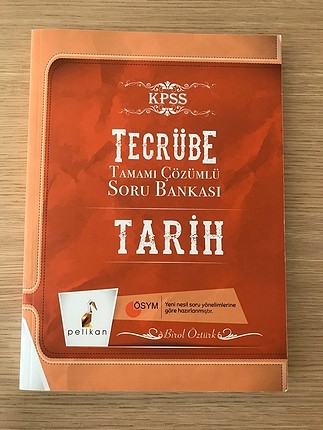 KPSS
TECRÜBE
TAMAMI ÇÖZÜMLÜ
SORU BANKASI
TARİH
pelikan
ÖSYM
Yeni nesil soru yönelimlerine
göre hazırlanmıştır.
Birol Öztürk